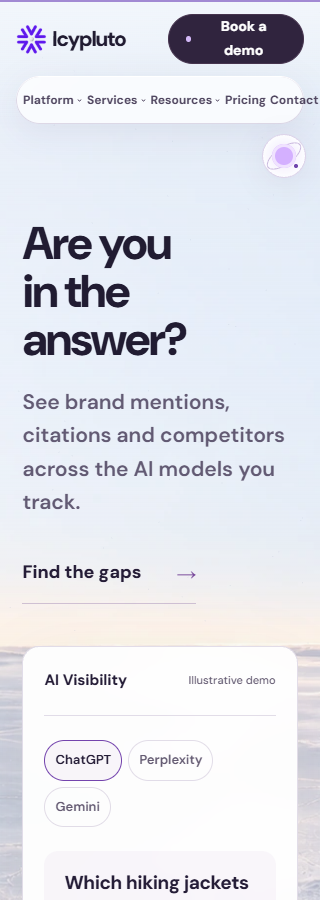 Icypluto
Book a
demo
Platform Services Resources Pricing Contact
Are you
in the
answer?
See brand mentions,
citations and competitors
across the AI models you
track.
Find the gaps →
AI Visibility Illustrative demo
ChatGPT Perplexity
Gemini
Which hiking jackets